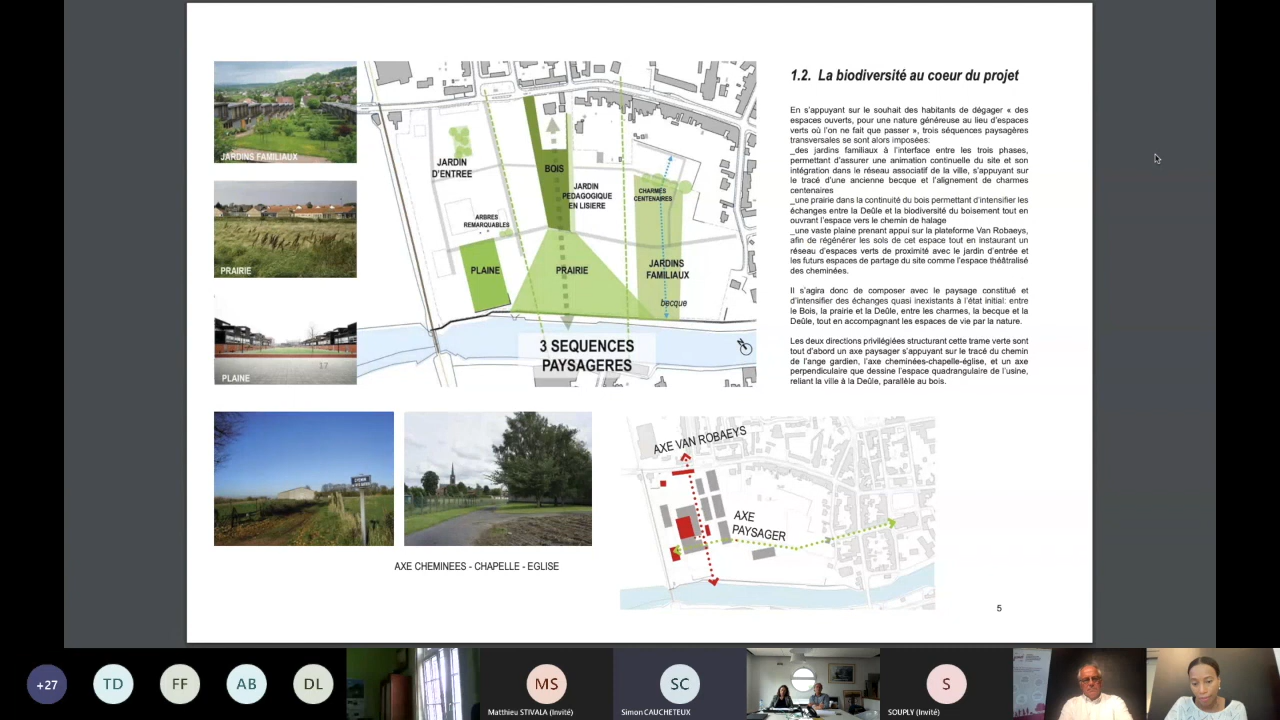 1.2. La biodiversité au coeur du projet
En s'appuyant sur le souhait des habitants de dégager « des
espaces ouverts, pour une nature généreuse au lieu d'espaces
verts où l'on ne fait que passer », trois séquences paysagères
transversales se sont alors imposées:
_des jardins familiaux à l'interface entre les trois phases,
permettant d'assurer une animation continuelle du site et son
intégration dans le réseau associatif de la ville, s'appuyant sur
le tracé d'une ancienne becque et l'alignement de charmes
centenaires
_une prairie dans la continuité du bois permettant d'intensifier les
échanges entre la Deûle et la biodiversité du boisement tout en
ouvrant l'espace vers le chemin de halage
_une vaste plaine prenant appui sur la plateforme Van Robaeys,
afin de régénérer les sols de cet espace tout en instaurant un
réseau d'espaces verts de proximité avec le jardin d'entrée et
les futurs espaces de partage du site comme l'espace théâtralisé
des cheminées.
Il s'agira donc de composer avec le paysage constitué et
d'intensifier des échanges quasi inexistants à l'état initial: entre
le Bois, la prairie et la Deûle, entre les charmes, la becque et la
Deûle, tout en accompagnant les espaces de vie par la nature.
Les deux directions privilégiées structurant cette trame verte sont
tout d'abord un axe paysager s'appuyant sur le tracé du chemin
de l'ange gardien, l'axe cheminées-chapelle-église, et un axe
perpendiculaire que dessine l'espace quadrangulaire de l'usine,
reliant la ville à la Deûle, parallèle au bois.
JARDINS FAMILIAUX
PRAIRIE
PLAINE
JARDIN
D'ENTREE
BOIS
JARDIN
PEDAGOGIQUE
EN LISIERE
CHARMES
CENTENAIRES
ARBRES
REMARQUABLES
PLAINE
PRAIRIE
JARDINS
FAMILIAUX
becque
3 SEQUENCES
PAYSAGERES
AXE CHEMINEES - CHAPELLE - EGLISE
AXE VAN ROBAEYS
AXE
PAYSAGER
5
+27
TD
FF
AB
DL
MS
Matthieu STIVALA (Invité)
SC
Simon CAUCHETEUX
S
SOUPLY (Invité)